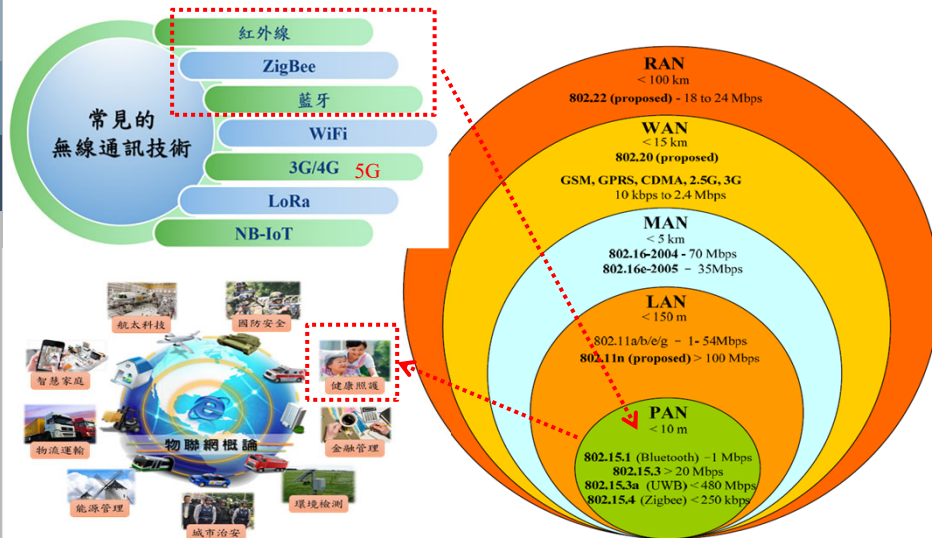 紅外線
ZigBee
藍牙
WiFi
3G/4G 5G
LoRa
NB-IoT
常見的
無線通訊技術
RAN
< 100 km
802.22 (proposed) - 18 to 24 Mbps
WAN
< 15 km
802.20 (proposed)
GSM, GPRS, CDMA, 2.5G, 3G
10 kbps to 2.4 Mbps
MAN
< 5 km
802.16-2004 - 70 Mbps
802.16e-2005 - 35Mbps
LAN
< 150 m
802.11a/b/e/g - 1- 54Mbps
802.11n (proposed) > 100 Mbps
PAN
< 10 m
802.15.1 (Bluetooth) ~1 Mbps
802.15.3 > 20 Mbps
802.15.3a (UWB) < 480 Mbps
802.15.4 (Zigbee) < 250 kbps
航太科技
國防安全
智慧家庭
健康照護
物流運輸
物聯網概論
金融管理
能源管理
環境檢測
城市治安